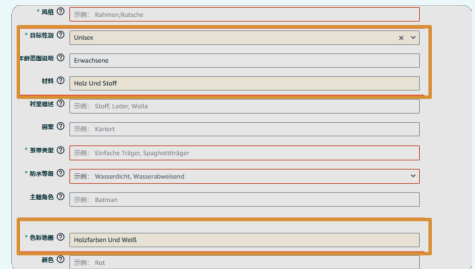 * 风格 示例： Rahmen,Rutsche
* 目标性别 Unisex
年龄范围说明 Erwachsene
材料 Holz Und Stoff
衬里描述 示例： Stoff, Leder, Wolle
图案 示例： Kariert
* 肩带类型 示例： Einfache Träger, Spaghettiträger
* 防水等级 示例： Wasserdicht, Wasserabweisend
主题角色 示例： Batman
* 色彩地图 Holzfarben Und Weiß
颜色 示例： Rot